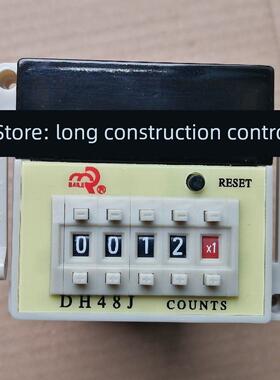 Store: long construction contro
BAILE
R
RESET
0 0 1 2 x1
DH48J COUNTS